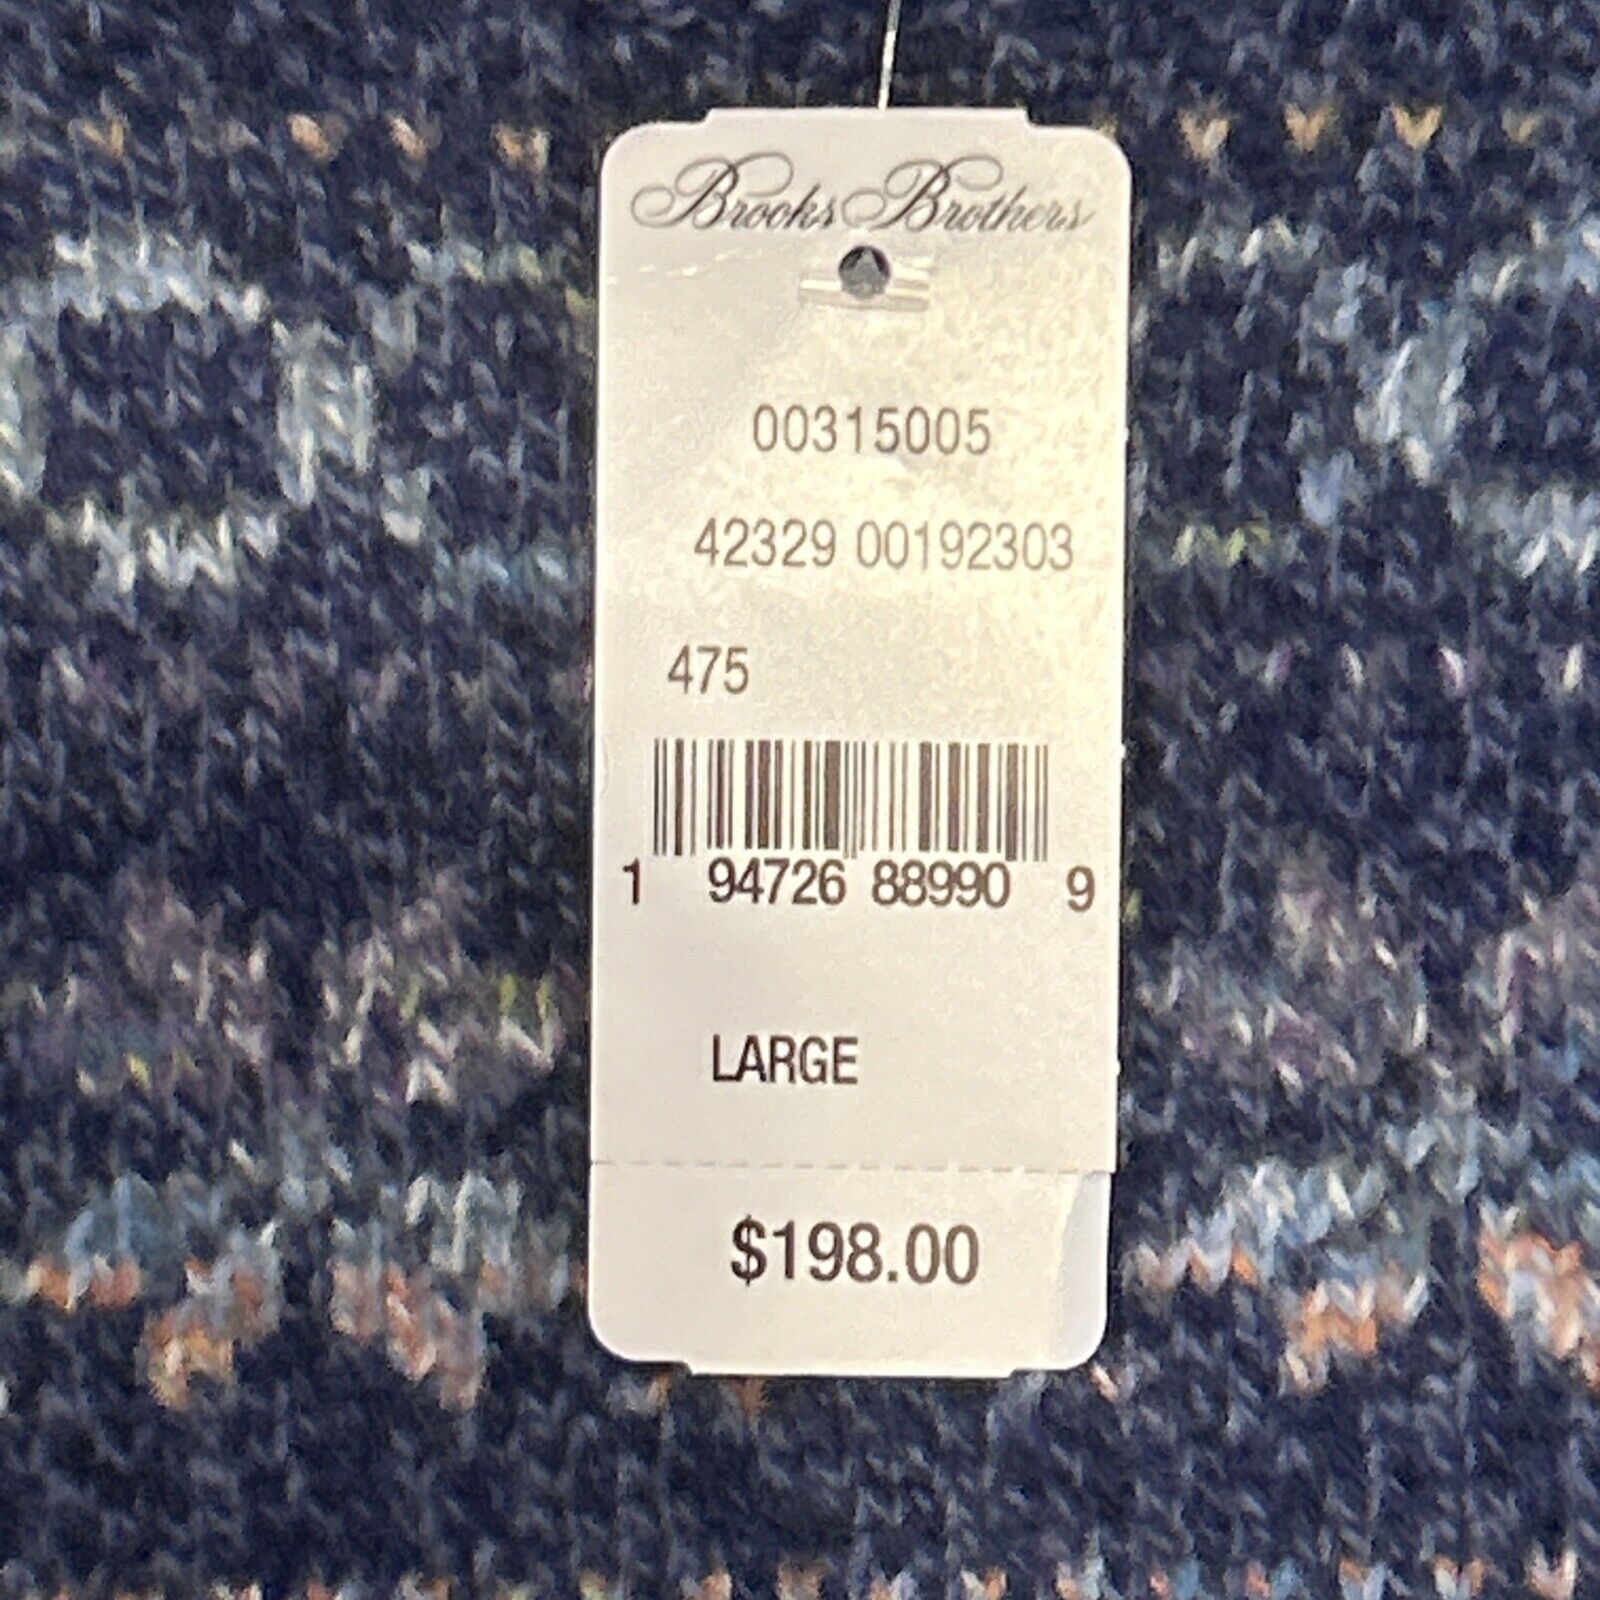 Brooks Brothers
00315005
42329 00192303
475
1 94726 88990 9
LARGE
$198.00